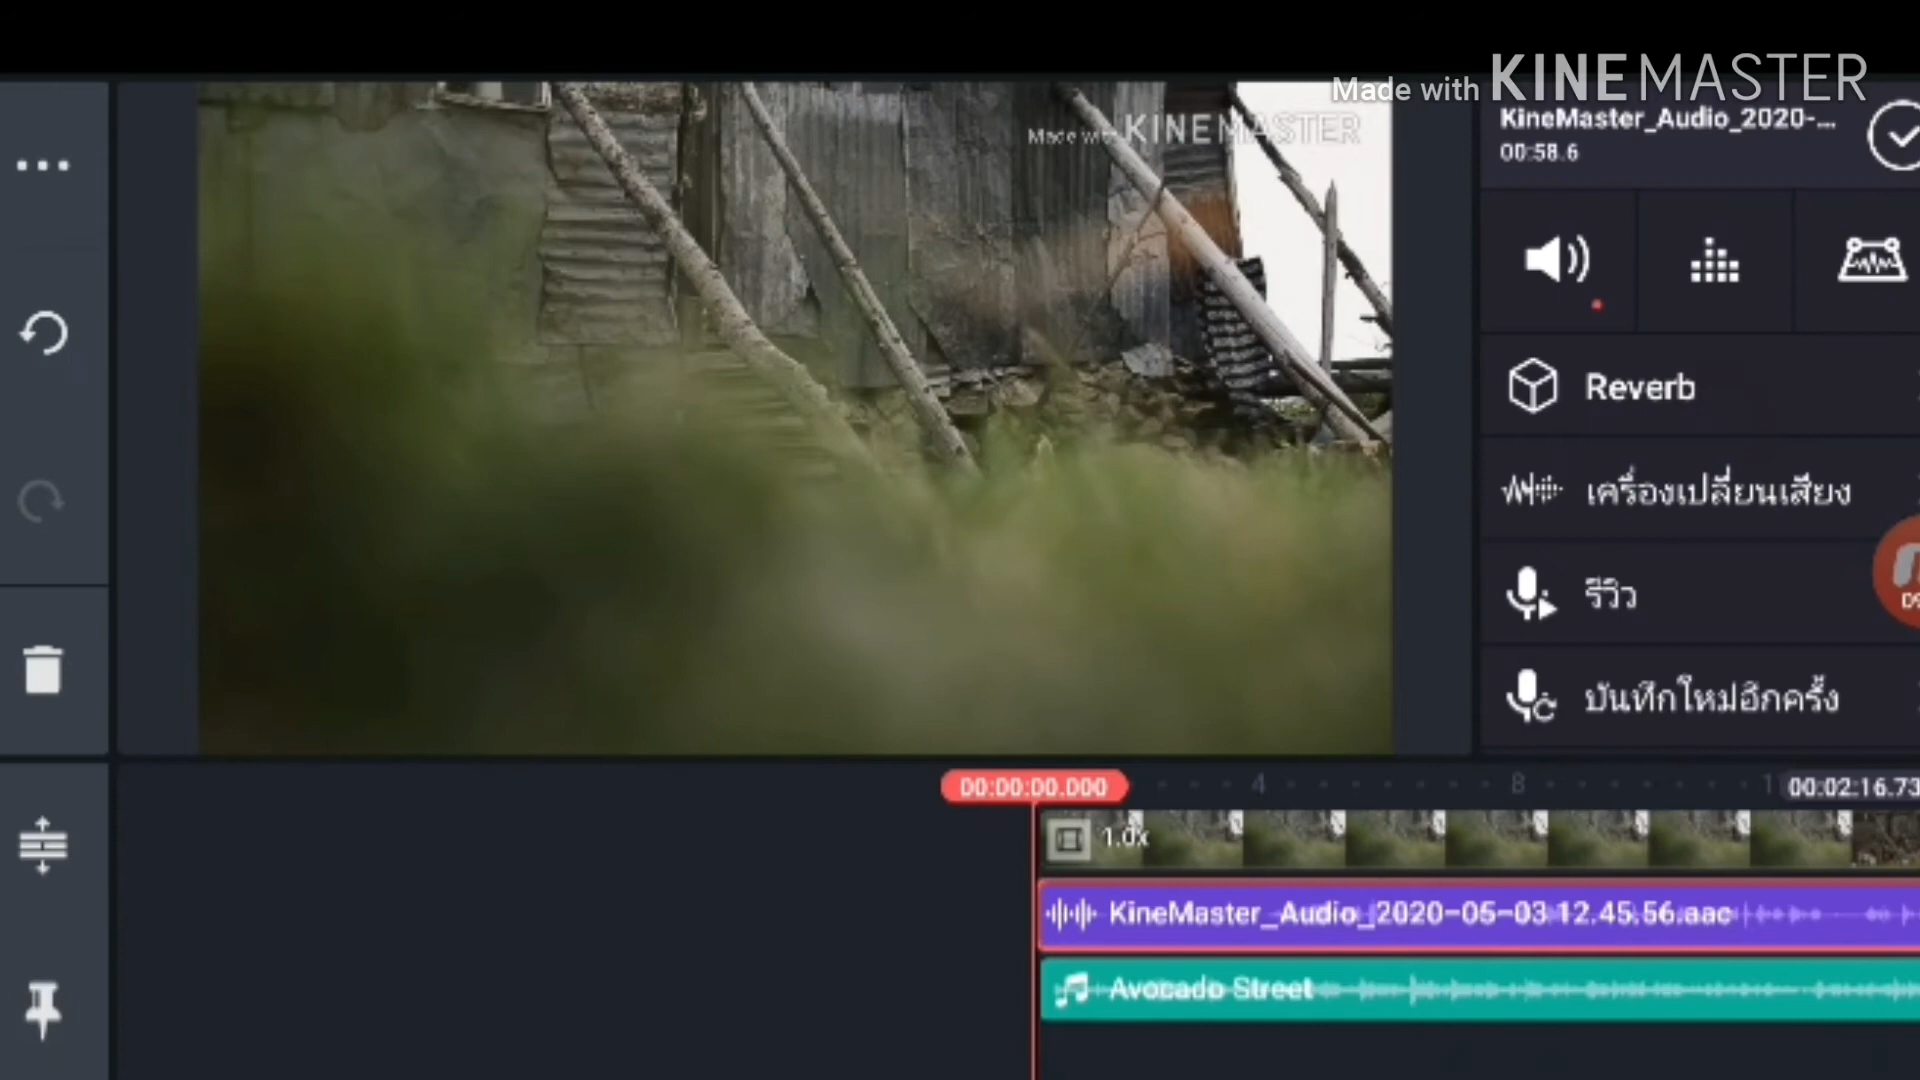 Made with KINEMASTER
Made with KINEMASTER
KineMaster_Audio_2020-...
00:58.6
Reverb
เครื่องเปลี่ยนเสียง
รีวิว
บันทึกใหม่อีกครั้ง
00:00:00.000
4
8
00:02:16.73
1.0x
KineMaster_Audio_2020-05-03 12.45.56.aac
Avocado Street